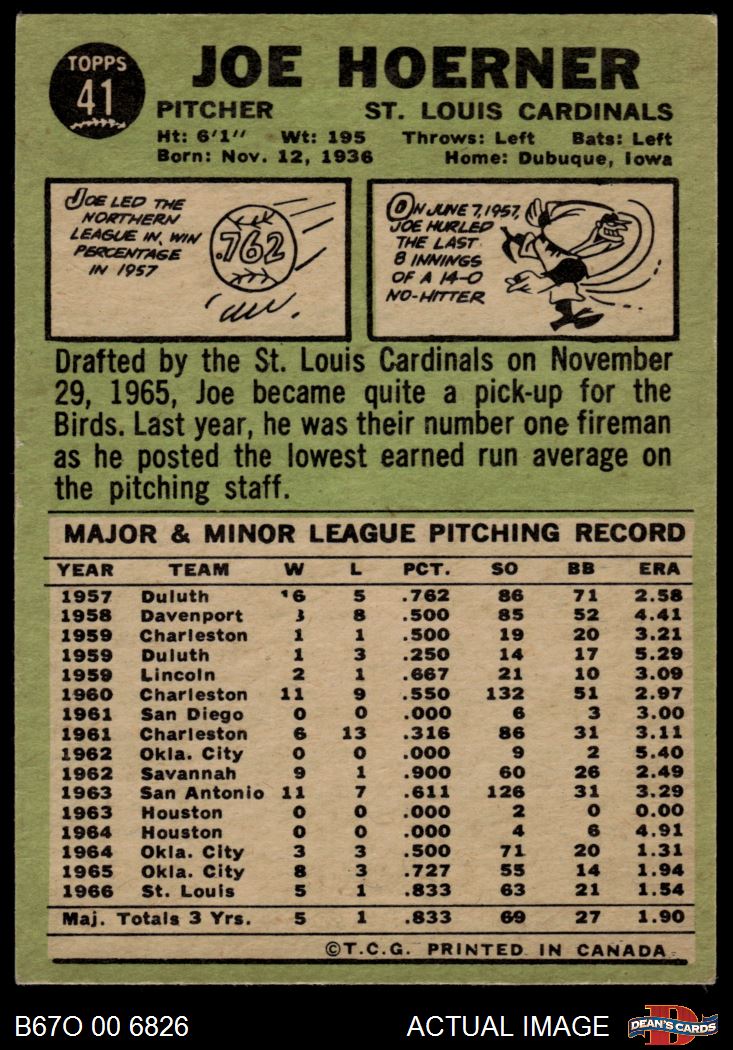 TOPPS
41
JOE HOERNER
PITCHER ST. LOUIS CARDINALS
Ht: 6'1" Wt: 195 Throws: Left Bats: Left
Born: Nov. 12, 1936 Home: Dubuque, Iowa
JOE LED THE
NORTHERN
LEAGUE IN WIN
PERCENTAGE
IN 1957
.762
ON JUNE 7, 1957,
JOE HURLED
THE LAST
8 INNINGS
OF A 14-0
NO-HITTER
Drafted by the St. Louis Cardinals on November
29, 1965, Joe became quite a pick-up for the
Birds. Last year, he was their number one fireman
as he posted the lowest earned run average on
the pitching staff.
MAJOR & MINOR LEAGUE PITCHING RECORD
YEAR TEAM W L PCT. SO BB ERA
1957 Duluth 6 5 .762 86 71 2.58
1958 Davenport 8 .500 85 52 4.41
1959 Charleston 1 1 .500 19 20 3.21
1959 Duluth 1 3 .250 14 17 5.29
1959 Lincoln 2 1 .667 21 10 3.09
1960 Charleston 11 9 .550 132 51 2.97
1961 San Diego 0 0 .000 6 3 3.00
1961 Charleston 6 13 .316 86 31 3.11
1962 Okla. City 0 0 .000 9 2 5.40
1962 Savannah 9 1 .900 60 26 2.49
1963 San Antonio 11 7 .611 126 31 3.29
1963 Houston 0 0 .000 2 0 0.00
1964 Houston 0 0 .000 4 6 4.91
1964 Okla. City 3 3 .500 71 20 1.31
1965 Okla. City 8 3 .727 55 14 1.94
1966 St. Louis 5 1 .833 63 21 1.54
Maj. Totals 3 Yrs. 5 1 .833 69 27 1.90
©T.C.G. PRINTED IN CANADA
B67O 00 6826 ACTUAL IMAGE
DEAN'S CARDS